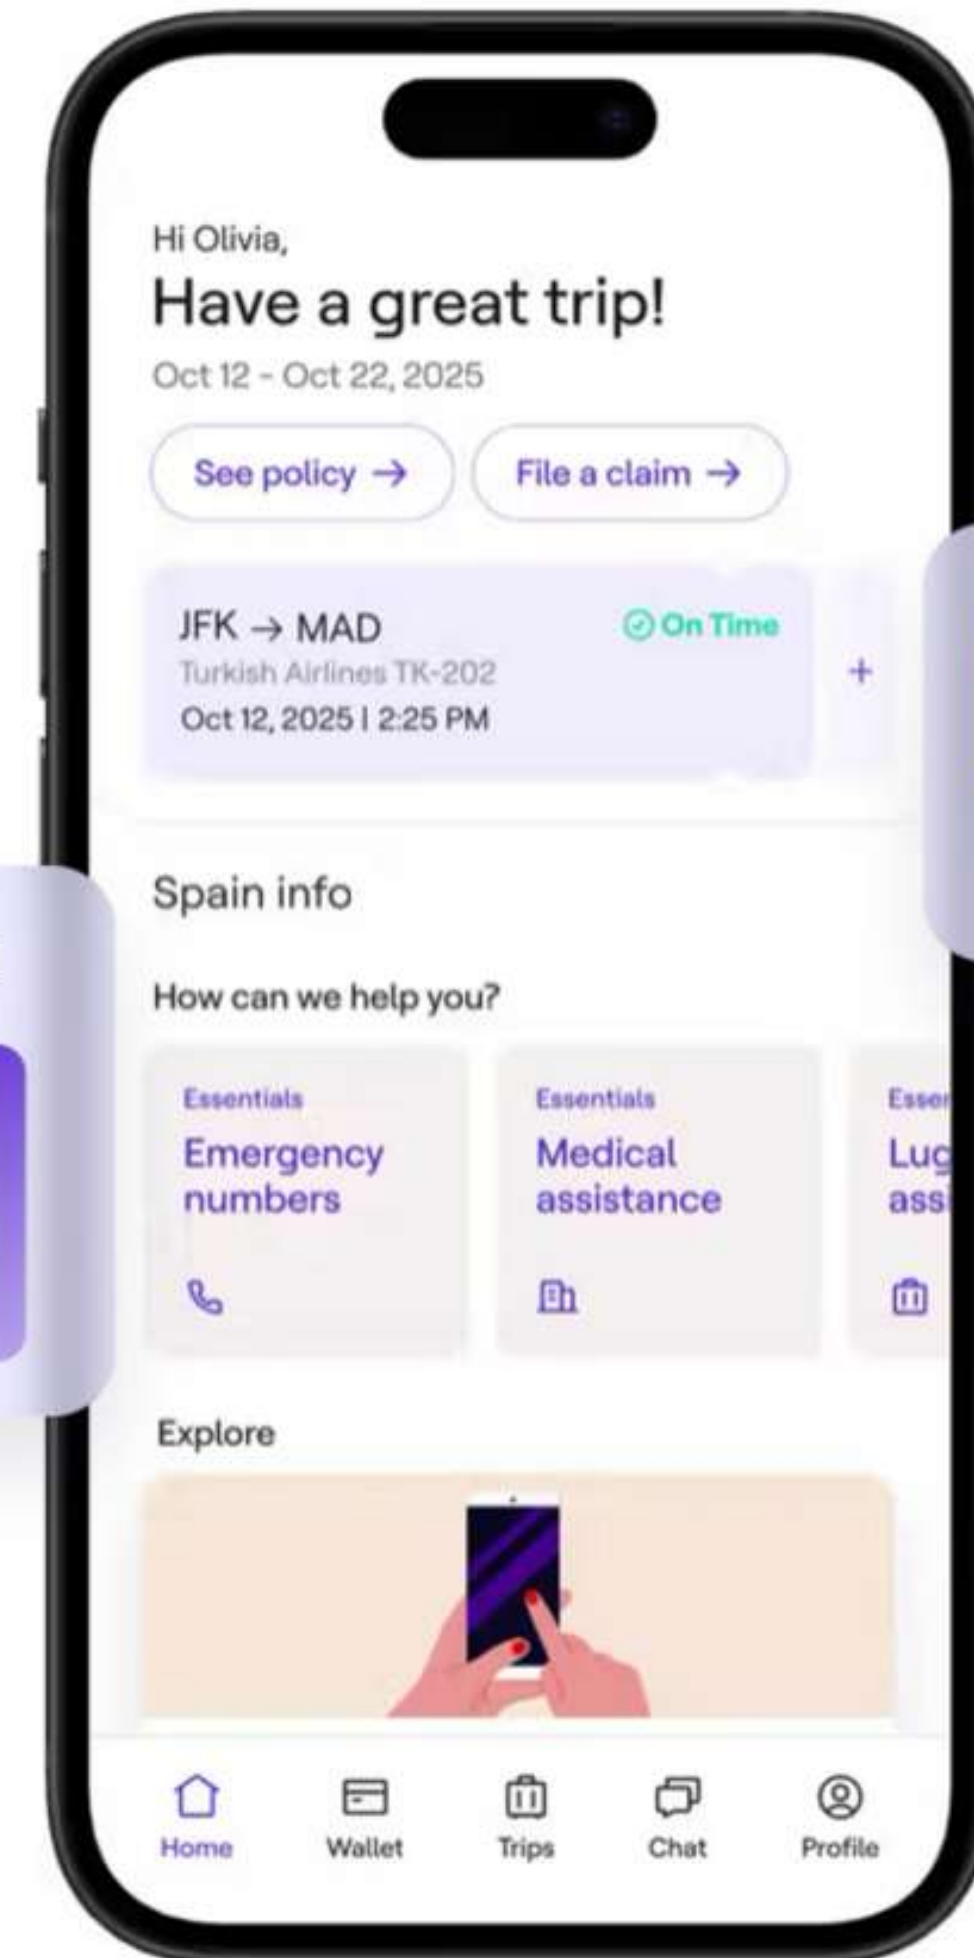 Hi Olivia,
Have a great trip!
Oct 12 - Oct 22, 2025
See policy → File a claim →
JFK → MAD On Time
Turkish Airlines TK-202
+
Oct 12, 2025 | 2:25 PM
Spain info
How can we help you?
Essentials Essentials
Emergency Medical
numbers assistance
Explore
Home Wallet Trips Chat Profile